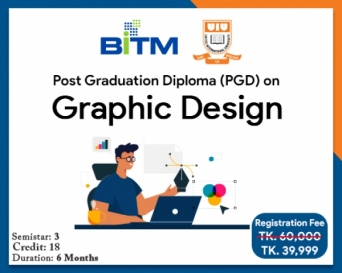 BiTM
Post Graduation Diploma (PGD) on
Graphic Design
Semistar: 3
Credit: 18
Duration: 6 Months
Registration Fee
TK. 60,000
TK. 39,999